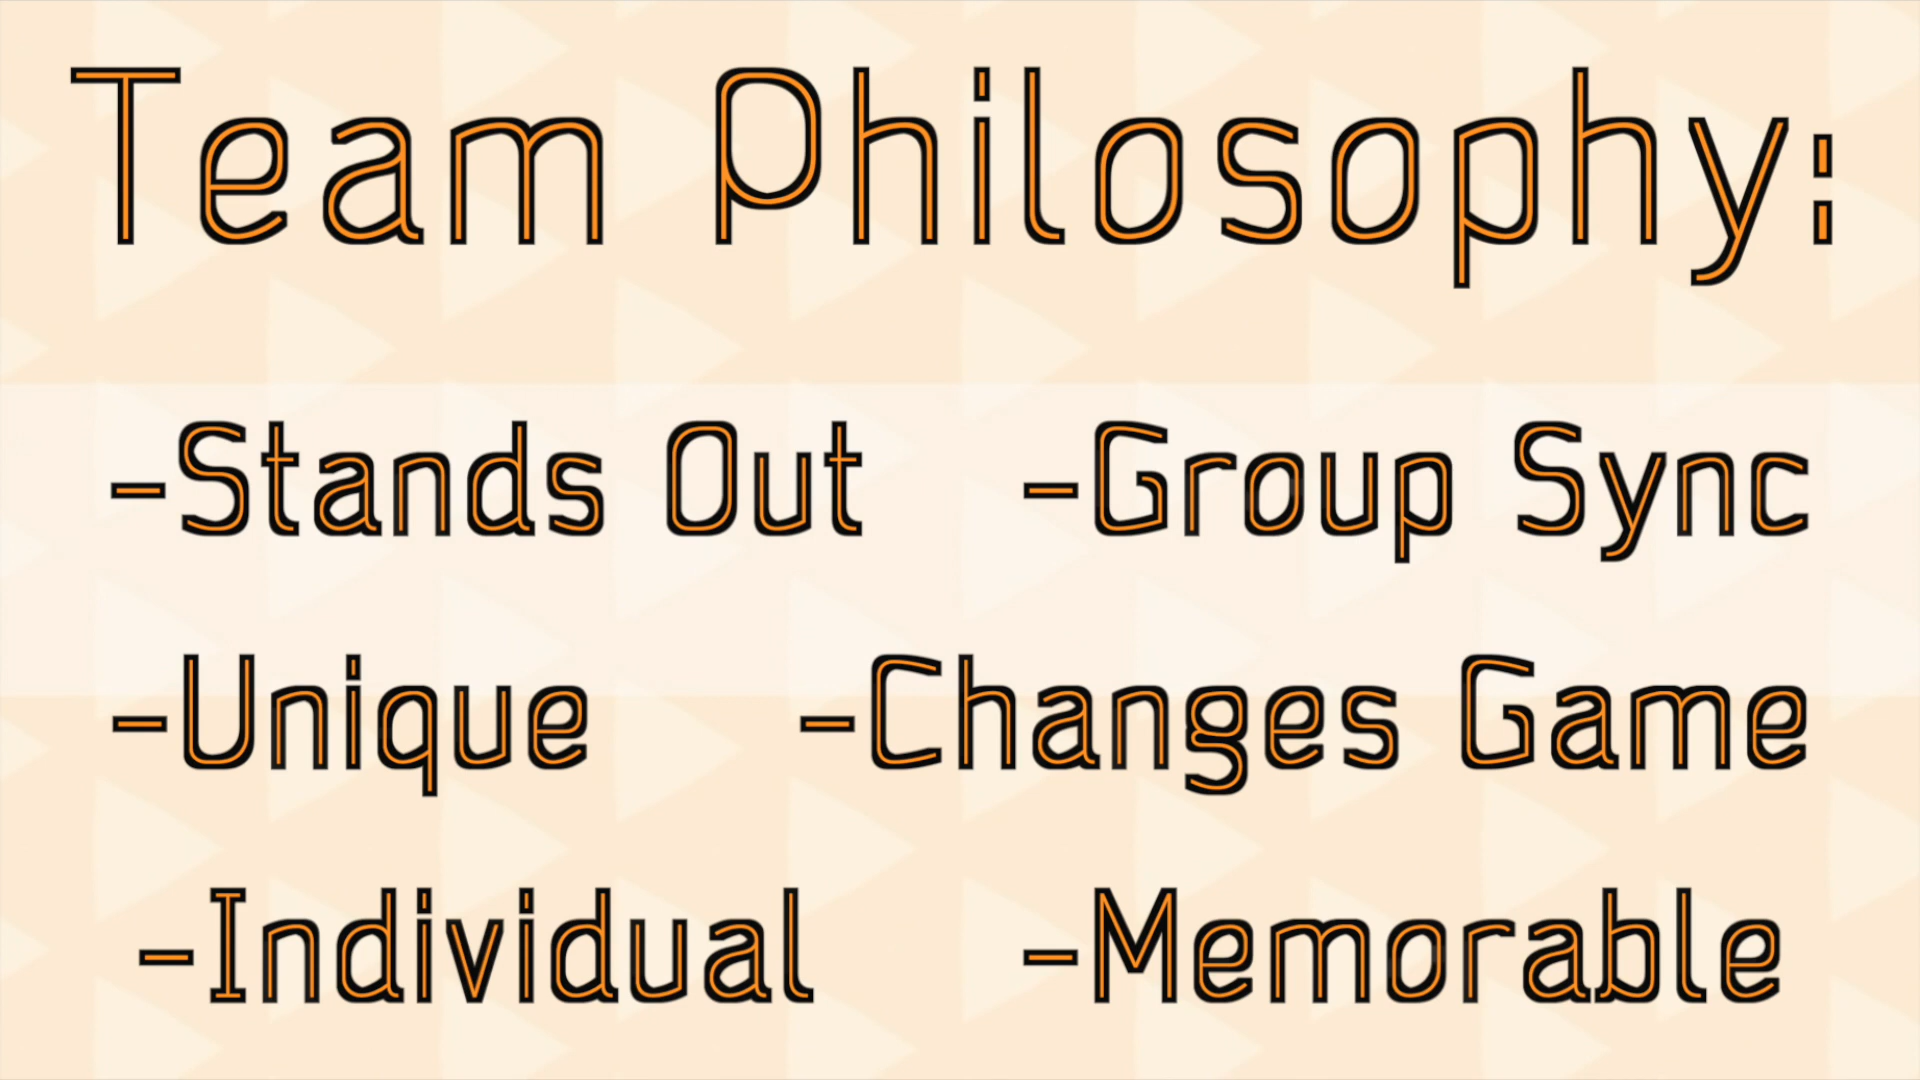 Team Philosophy:
-Stands Out -Group Sync
-Unique -Changes Game
-Individual -Memorable